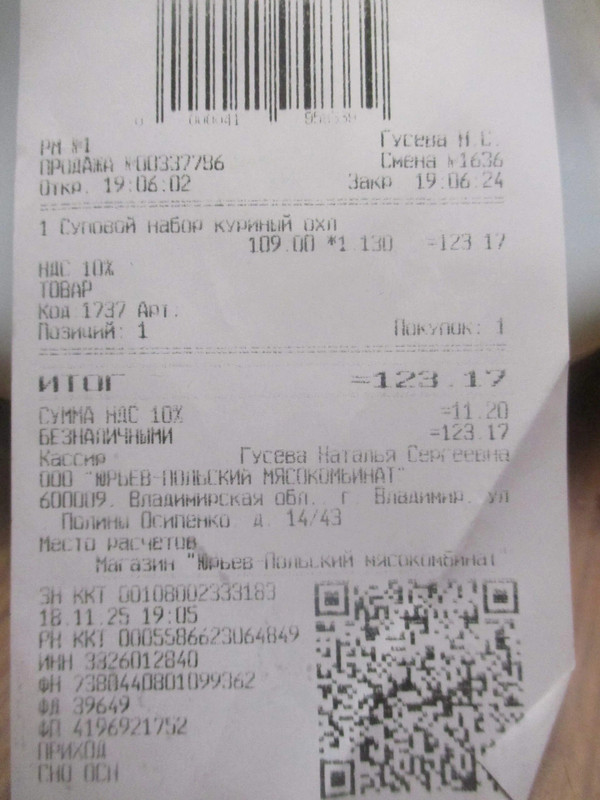 РМ №1 Гусева Н.С.
ПРОДАЖА №00337786 Смена №1636
Откр. 19:06:02 Закр 19:06:24
1 Суповой набор куриный охл
109.00 *1.130 =123.17
НДС 10%
ТОВАР
Код 1737 Арт.
Позиций: 1 Покупок: 1
ИТОГ =123.17
СУММА НДС 10% =11.20
БЕЗНАЛИЧНЫМИ =123.17
Кассир Гусева Наталья Сергеевна
ООО "ЮРЬЕВ-ПОЛЬСКИЙ МЯСОКОМБИНАТ"
600009, Владимирская обл., г. Владимир, ул
Полины Осипенко, д. 14/43
Место расчетов
Магазин "Юрьев-Польский мясокомбинат"
ЗН ККТ 00108002333183
18.11.25 19:05
РН ККТ 0005586623064849
ИНН 3326012840
ФН 7380440801099362
ФД 39649
ФП 4196921752
ПРИХОД
СНО ОСН